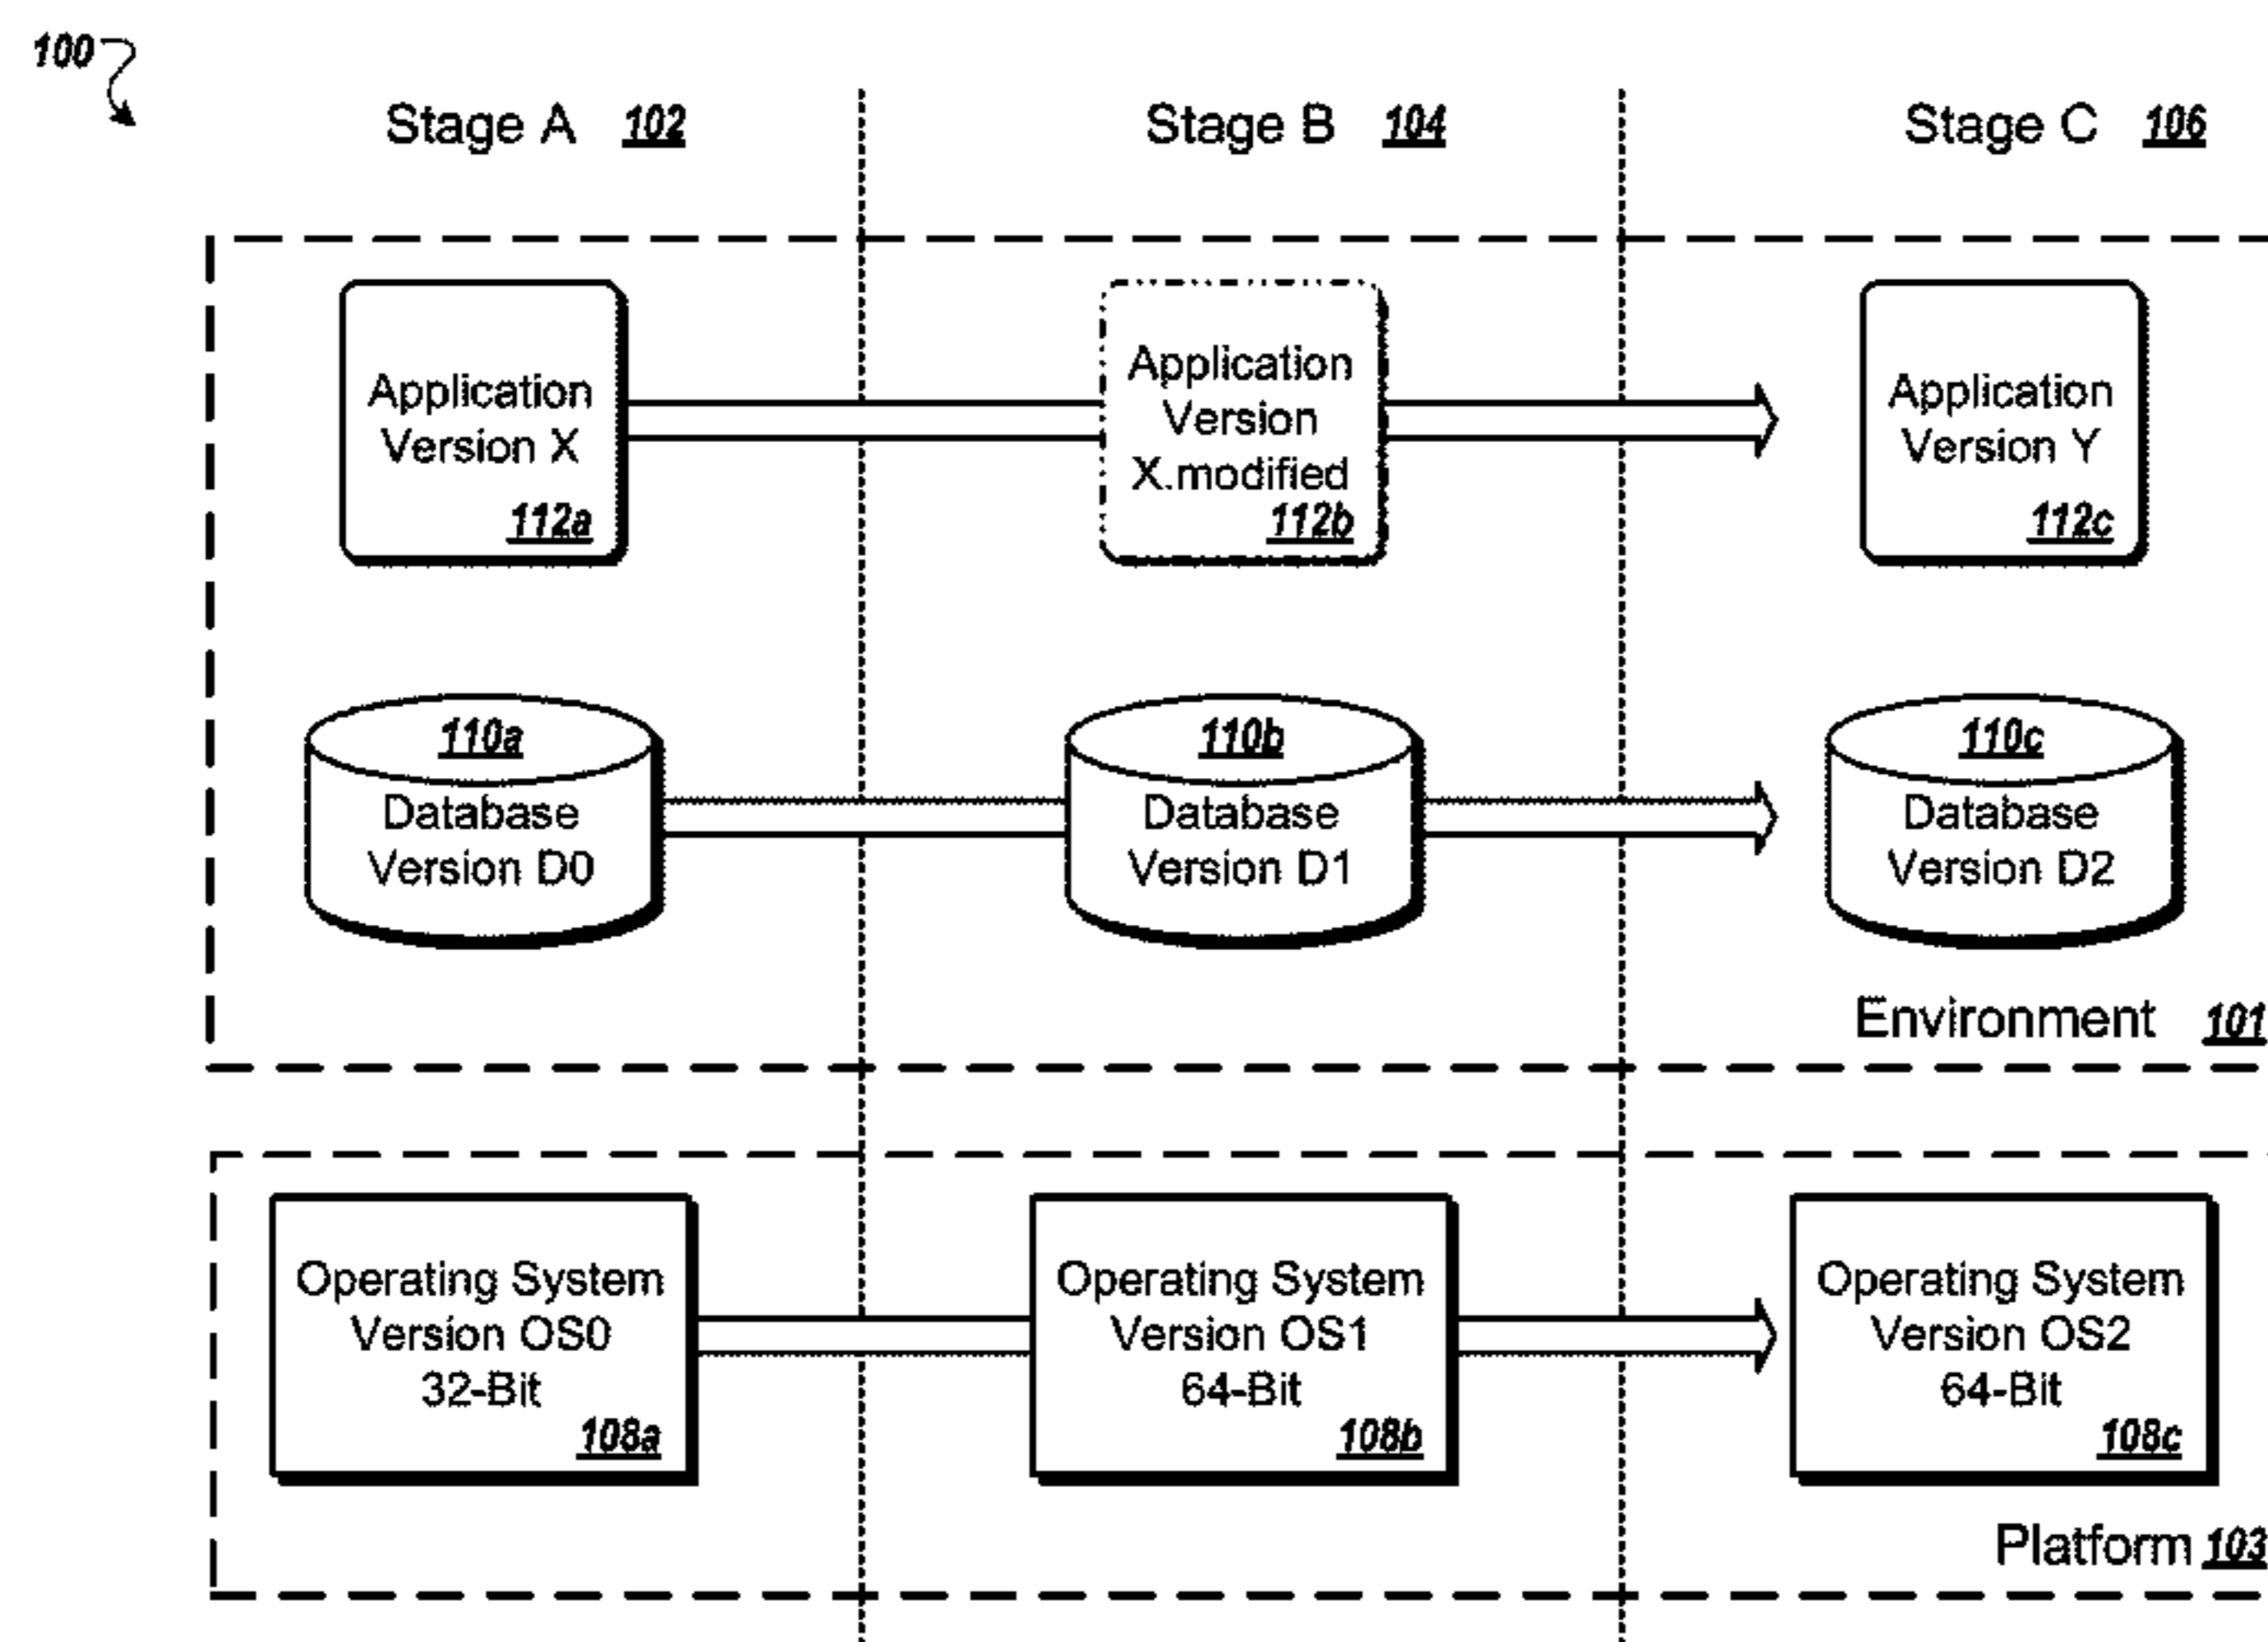 100
Stage A 102
Stage B 104
Stage C 106
Application
Version X
112a
Application
Version
X.modified
112b
Application
Version Y
112c
110a
Database
Version D0
110b
Database
Version D1
110c
Database
Version D2
Environment 101
Operating System
Version OS0
32-Bit
108a
Operating System
Version OS1
64-Bit
108b
Operating System
Version OS2
64-Bit
108c
Platform 103